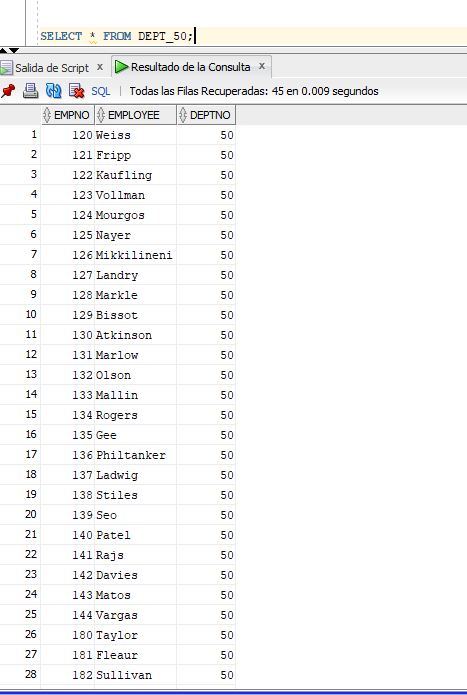 SELECT * FROM DEPT_50;
Salida de Script x Resultado de la Consulta x
SQL | Todas las Filas Recuperadas: 45 en 0.009 segundos
EMPNO EMPLOYEE DEPTNO
1 120 Weiss 50
2 121 Fripp 50
3 122 Kaufling 50
4 123 Vollman 50
5 124 Mourgos 50
6 125 Nayer 50
7 126 Mikkilineni 50
8 127 Landry 50
9 128 Markle 50
10 129 Bissot 50
11 130 Atkinson 50
12 131 Marlow 50
13 132 Olson 50
14 133 Mallin 50
15 134 Rogers 50
16 135 Gee 50
17 136 Philtanker 50
18 137 Ladwig 50
19 138 Stiles 50
20 139 Seo 50
21 140 Patel 50
22 141 Rajs 50
23 142 Davies 50
24 143 Matos 50
25 144 Vargas 50
26 180 Taylor 50
27 181 Fleaur 50
28 182 Sullivan 50